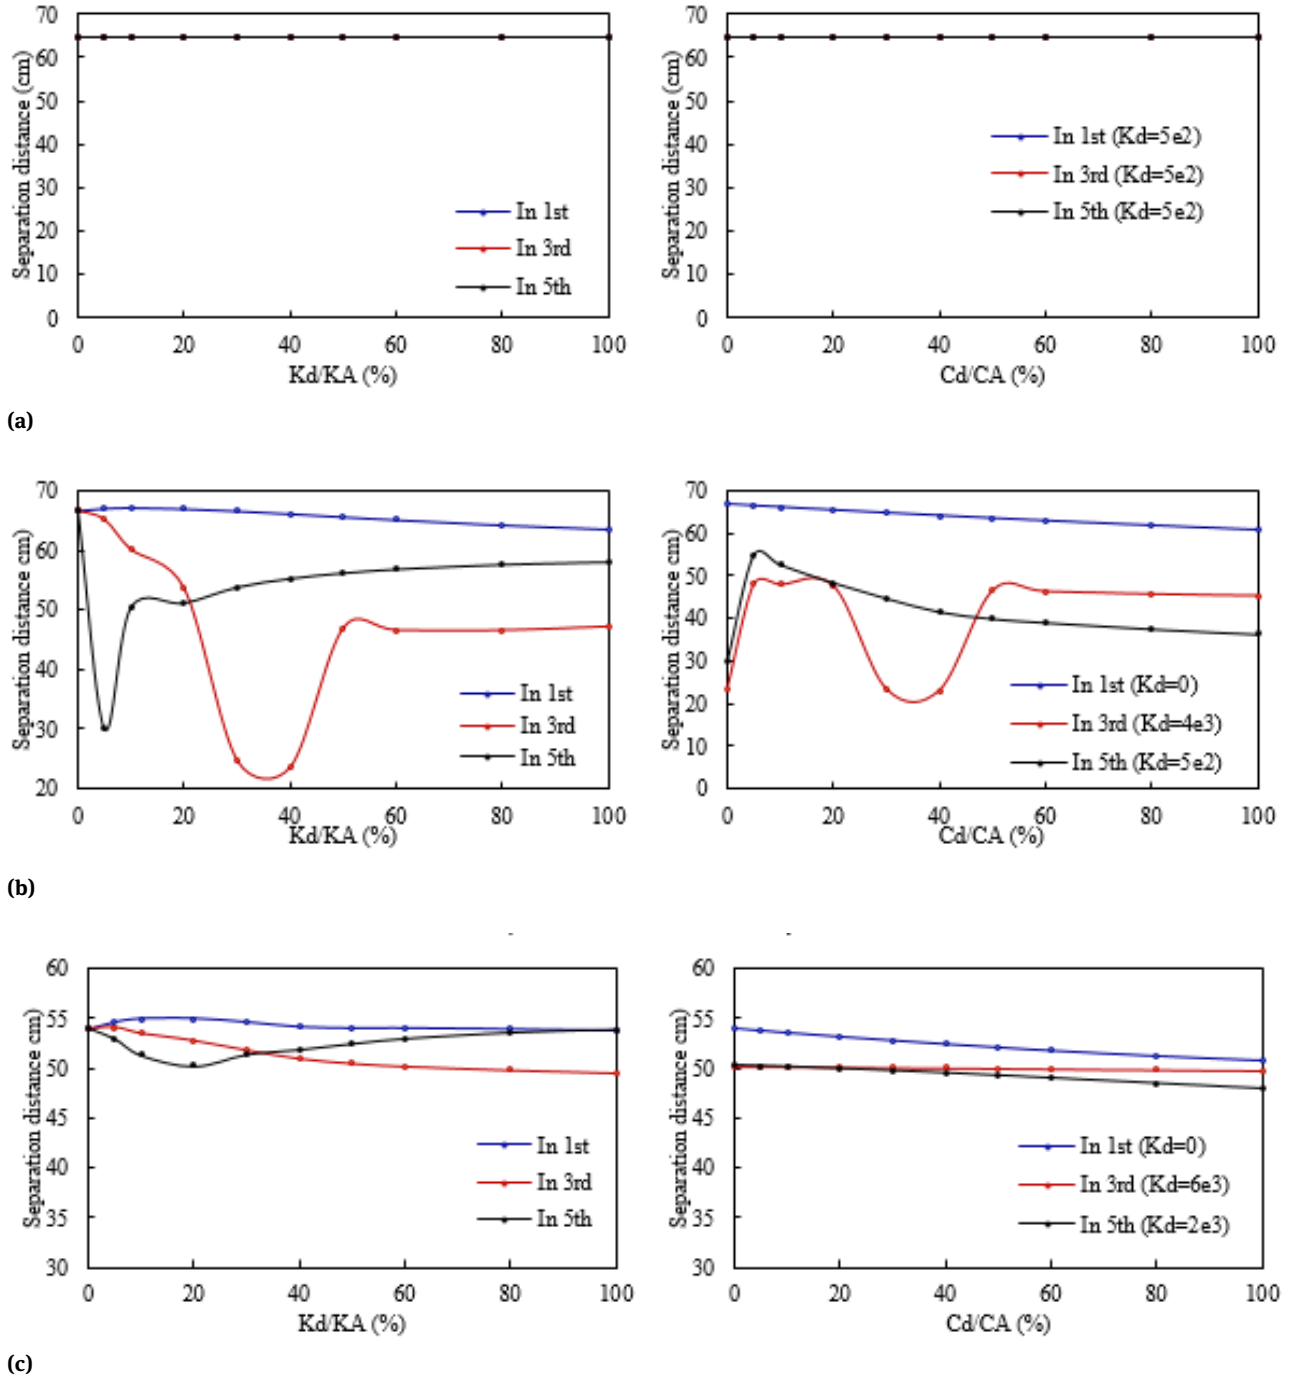 70
60
50
40
30
20
10
0
Separation distance (cm)
In 1st
In 3rd
In 5th
0 20 40 60 80 100
Kd/KA (%)
70
60
50
40
30
20
10
0
Separation distance (cm)
In 1st (Kd=5e2)
In 3rd (Kd=5e2)
In 5th (Kd=5e2)
0 20 40 60 80 100
Cd/CA (%)
(a)
70
60
50
40
30
20
Separation distance cm)
In 1st
In 3rd
In 5th
0 20 40 60 80 100
Kd/KA (%)
70
60
50
40
30
20
10
0
Separation distance cm)
In 1st (Kd=0)
In 3rd (Kd=4e3)
In 5th (Kd=5e2)
0 20 40 60 80 100
Cd/CA (%)
(b)
60
55
50
45
40
35
30
Separation distance cm)
In 1st
In 3rd
In 5th
0 20 40 60 80 100
Kd/KA (%)
60
55
50
45
40
35
30
Separation distance cm)
In 1st (Kd=0)
In 3rd (Kd=6e3)
In 5th (Kd=2e3)
0 20 40 60 80 100
Cd/CA (%)
(c)